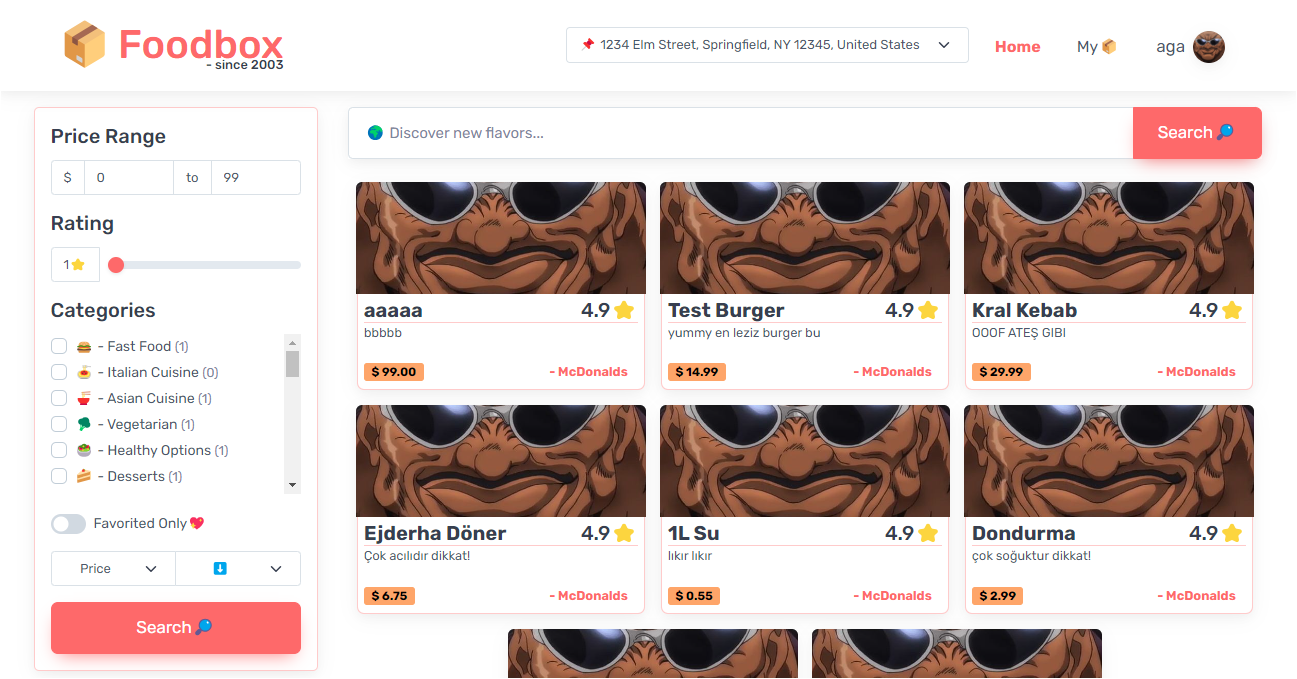 Foodbox
- since 2003
1234 Elm Street, Springfield, NY 12345, United States
Home
My
aga
Price Range
$ 0 to 99
Rating
1
Categories
- Fast Food (1)
- Italian Cuisine (0)
- Asian Cuisine (1)
- Vegetarian (1)
- Healthy Options (1)
- Desserts (1)
Favorited Only
Price
Search
Discover new flavors...
Search
aaaaa 4.9
bbbbb
$ 99.00 - McDonalds
Test Burger 4.9
yummy en leziz burger bu
$ 14.99 - McDonalds
Kral Kebab 4.9
OOOF ATEŞ GIBI
$ 29.99 - McDonalds
Ejderha Döner 4.9
Çok acılıdır dikkat!
$ 6.75 - McDonalds
1L Su 4.9
lıkır lıkır
$ 0.55 - McDonalds
Dondurma 4.9
çok soğuktur dikkat!
$ 2.99 - McDonalds